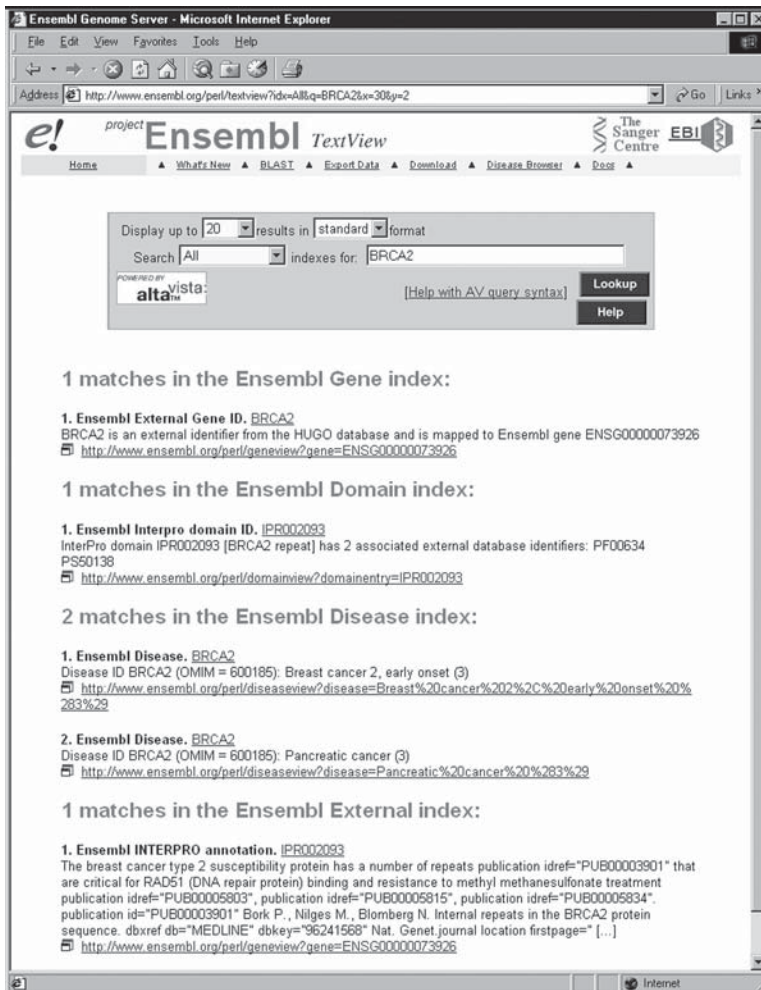 Ensembl Genome Server - Microsoft Internet Explorer
File Edit View Favorites Tools Help
Address http://www.ensembl.org/perl/textview?idx=All&q=BRCA2&x=30&y=2 Go Links
e! project Ensembl TextView The Sanger Centre EBI
Home What's New BLAST Export Data Download Disease Browser Docs
Display up to 20 results in standard format
Search All indexes for: BRCA2
POWERED BY
altavista: TM
[Help with AV query syntax] Lookup
Help
1 matches in the Ensembl Gene index:
1. Ensembl External Gene ID. BRCA2
BRCA2 is an external identifier from the HUGO database and is mapped to Ensembl gene ENSG00000073926
http://www.ensembl.org/perl/geneview?gene=ENSG00000073926
1 matches in the Ensembl Domain index:
1. Ensembl Interpro domain ID. IPR002093
InterPro domain IPR002093 [BRCA2 repeat] has 2 associated external database identifiers: PF00634
PS50138
http://www.ensembl.org/perl/domainview?domainentry=IPR002093
2 matches in the Ensembl Disease index:
1. Ensembl Disease. BRCA2
Disease ID BRCA2 (OMIM = 600185): Breast cancer 2, early onset (3)
http://www.ensembl.org/perl/diseaseview?disease=Breast%20cancer%202%2C%20early%20onset%20%
283%29
2. Ensembl Disease. BRCA2
Disease ID BRCA2 (OMIM = 600185): Pancreatic cancer (3)
http://www.ensembl.org/perl/diseaseview?disease=Pancreatic%20cancer%20%283%29
1 matches in the Ensembl External index:
1. Ensembl INTERPRO annotation. IPR002093
The breast cancer type 2 susceptibility protein has a number of repeats publication idref="PUB00003901" that
are critical for RAD51 (DNA repair protein) binding and resistance to methyl methanesulfonate treatment
publication idref="PUB00005803", publication idref="PUB00005815", publication idref="PUB00005834".
publication id="PUB00003901" Bork P., Nilges M., Blomberg N. Internal repeats in the BRCA2 protein
sequence. dbxref db="MEDLINE" dbkey="96241568" Nat. Genet.journal location firstpage=" [...]
http://www.ensembl.org/perl/geneview?gene=ENSG00000073926
Internet